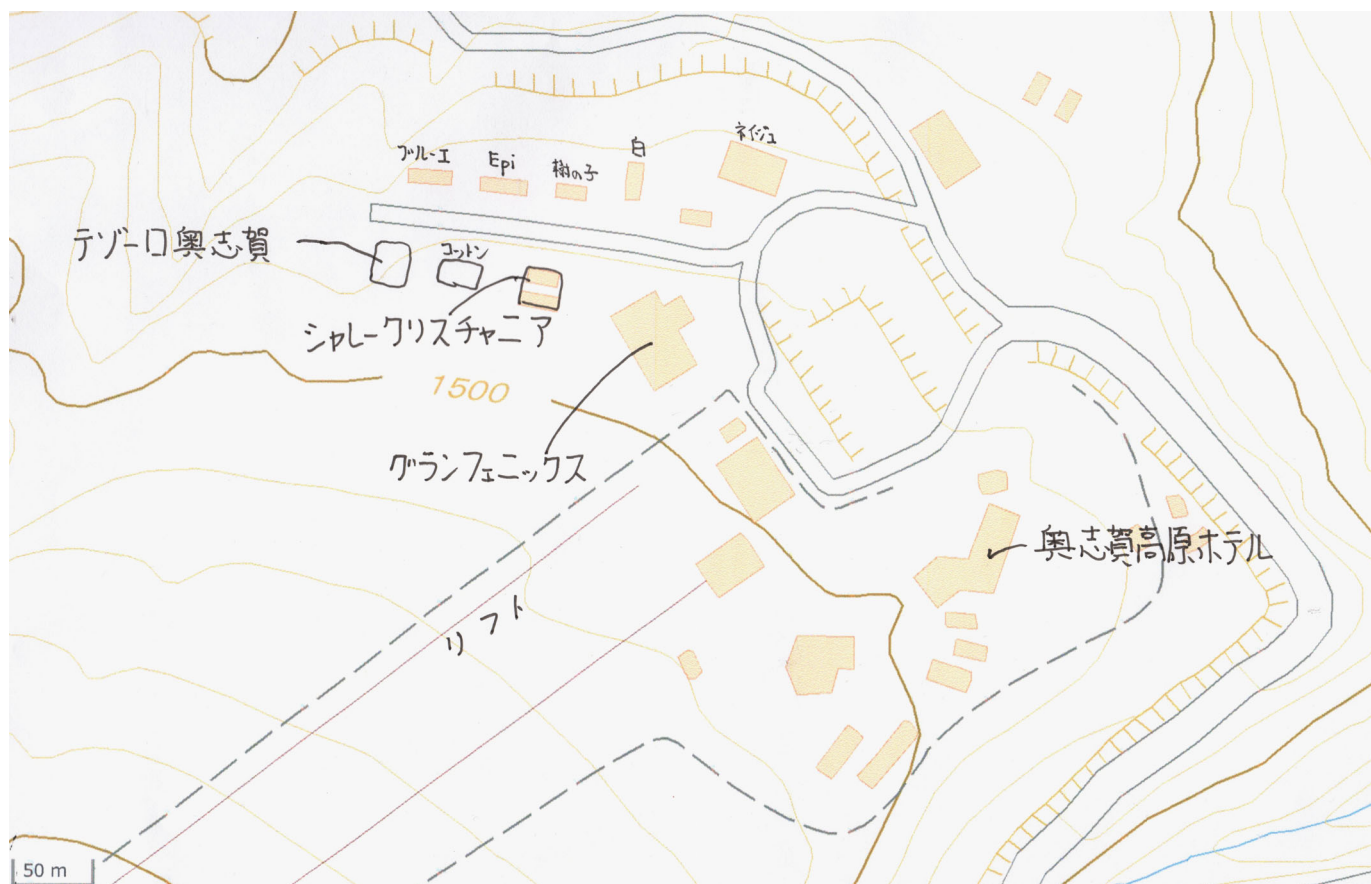 ブルーエ
Epi
樹の子
白
ネイジュ
テゾーロ奥志賀
コットン
シャレークリスチャニア
1500
グランフェニックス
奥志賀高原ホテル
リフト
50 m